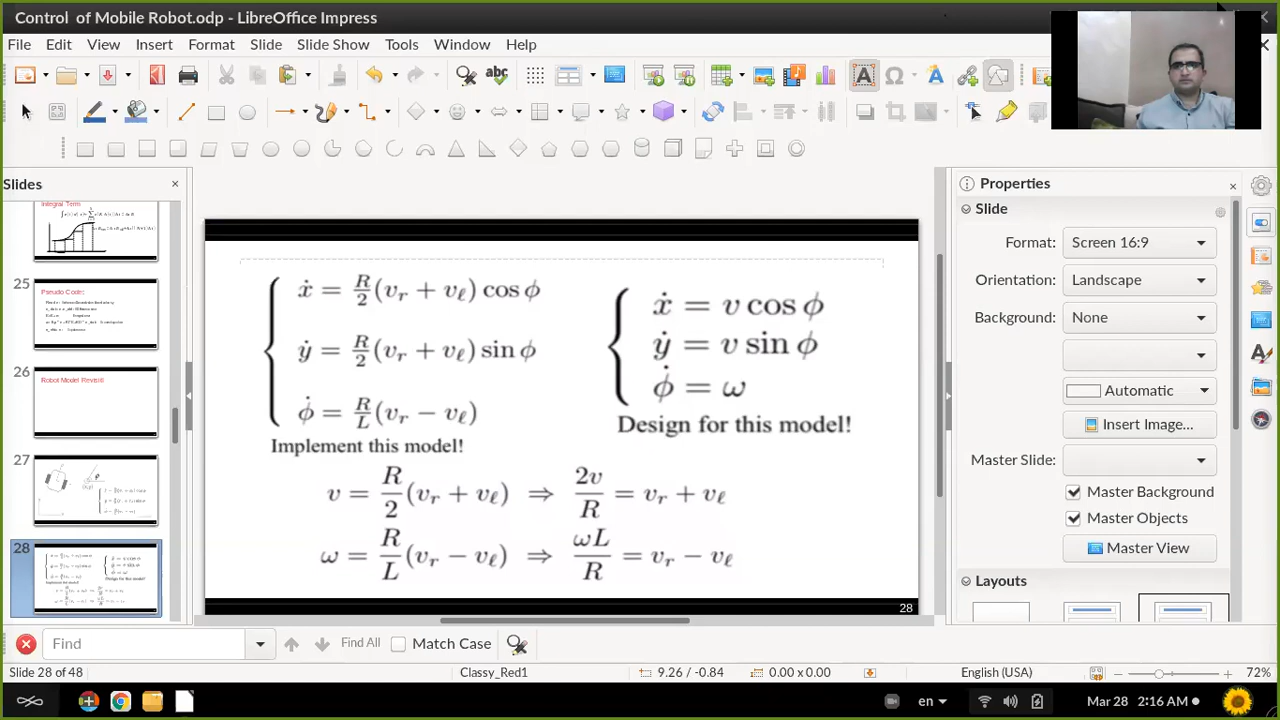 Control of Mobile Robot.odp - LibreOffice Impress
File Edit View Insert Format Slide Slide Show Tools Window Help
Slides
Integral Term
25
Pseudo Code:
26
Robot Model Revisit!
27
28
ẋ = R/2 (v_r + v_ℓ) cos ϕ
ẏ = R/2 (v_r + v_ℓ) sin ϕ
ϕ̇ = R/L (v_r − v_ℓ)
Implement this model!
ẋ = v cos ϕ
ẏ = v sin ϕ
ϕ̇ = ω
Design for this model!
v = R/2 (v_r + v_ℓ) ⇒ 2v/R = v_r + v_ℓ
ω = R/L (v_r − v_ℓ) ⇒ ωL/R = v_r − v_ℓ
28
Properties
Slide
Format: Screen 16:9
Orientation: Landscape
Background: None
Automatic
Insert Image...
Master Slide:
Master Background
Master Objects
Master View
Layouts
Find
Find All
Match Case
Slide 28 of 48
Classy_Red1
9.26 / -0.84
0.00 x 0.00
English (USA)
72%
en
Mar 28 2:16 AM